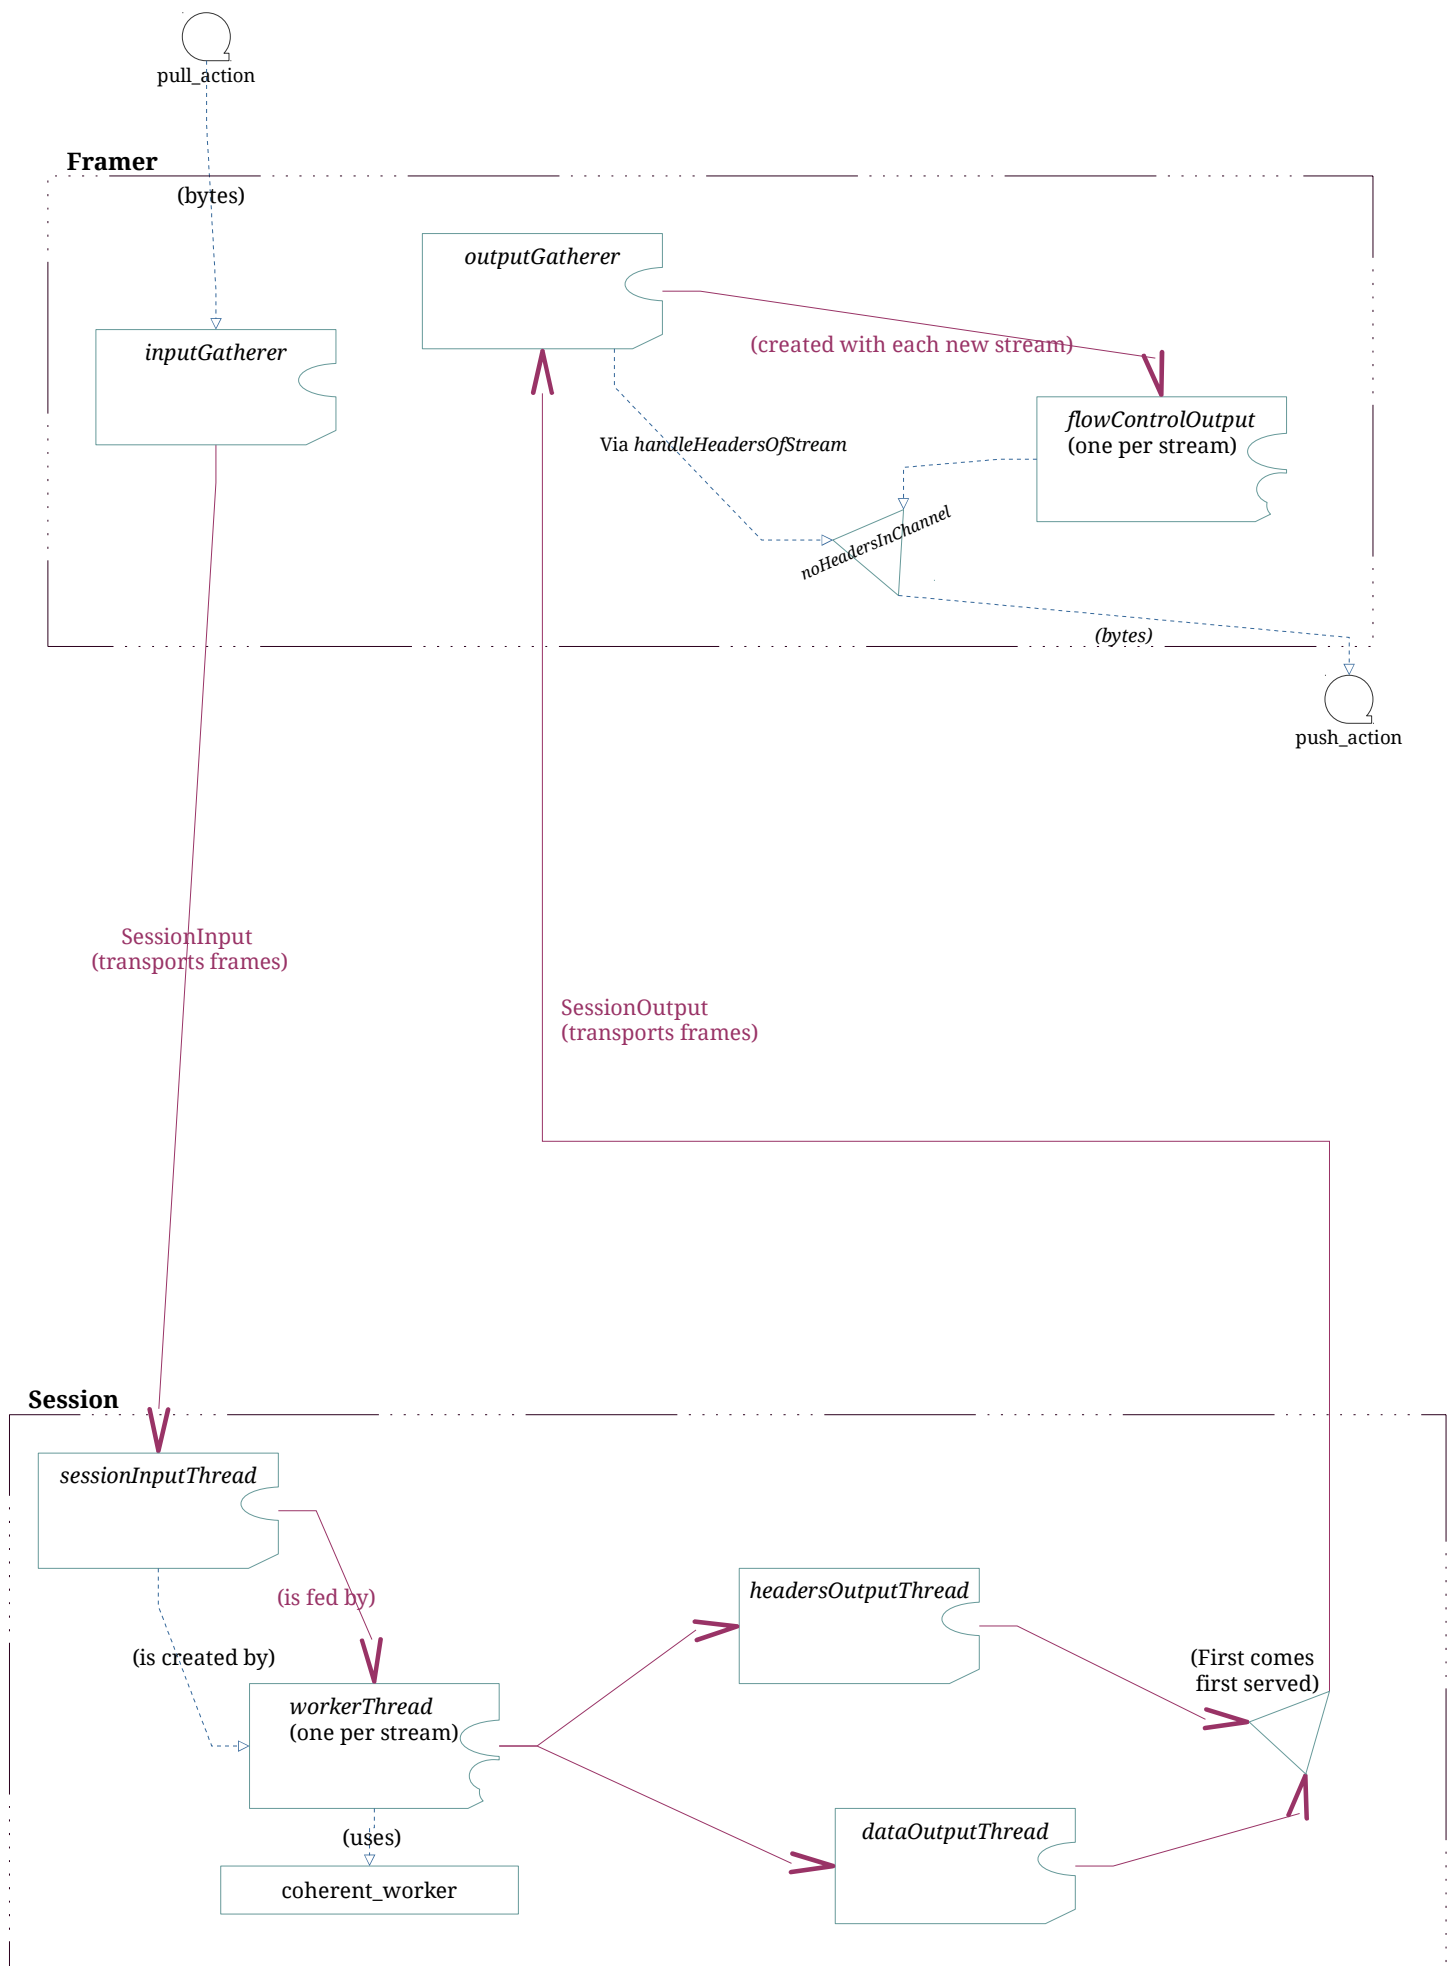 pull_action
Framer
(bytes)
outputGatherer
inputGatherer
(created with each new stream)
flowControlOutput
(one per stream)
Via handleHeadersOfStream
noHeadersInChannel
(bytes)
push_action
SessionInput
(transports frames)
SessionOutput
(transports frames)
Session
sessionInputThread
(is fed by)
headersOutputThread
(is created by)
(First comes
first served)
workerThread
(one per stream)
(uses)
dataOutputThread
coherent_worker